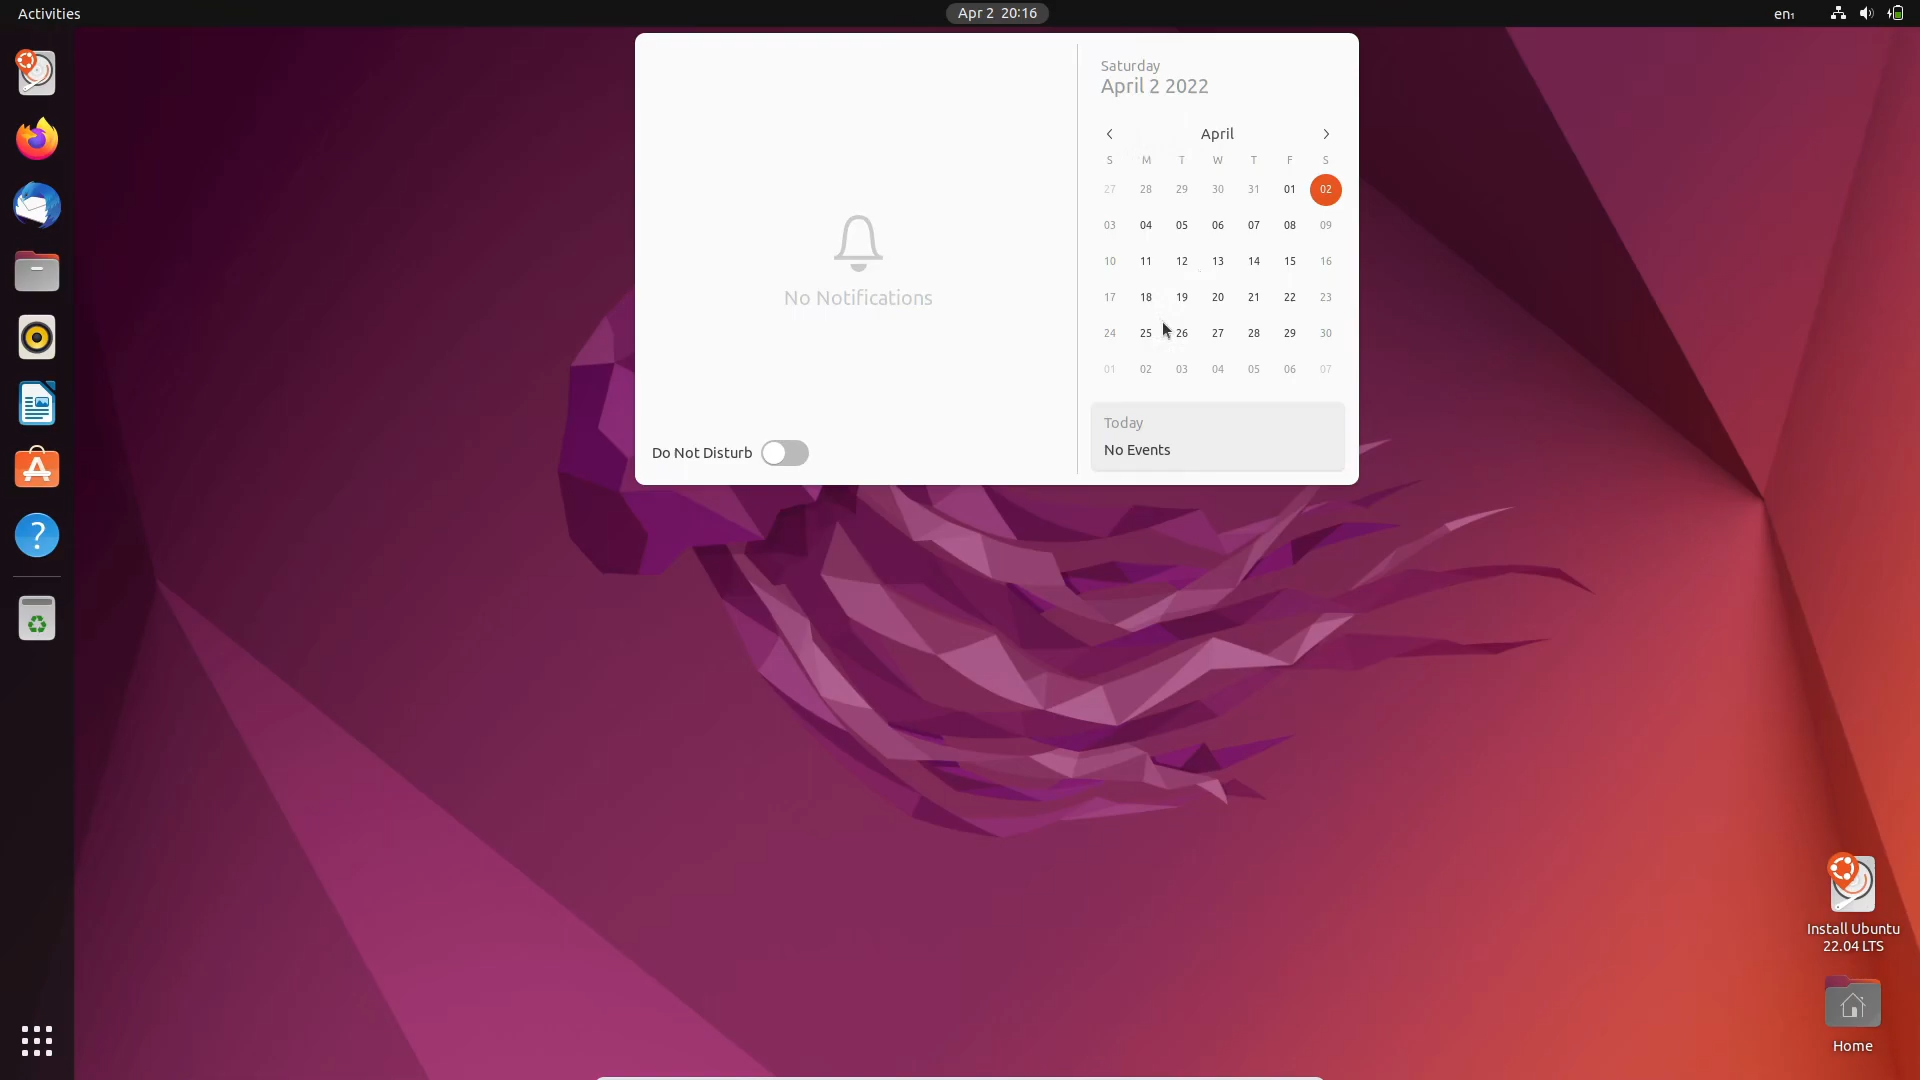 Activities
Apr 2 20:16
en₁
Saturday
April 2 2022
April
S M T W T F S
27 28 29 30 31 01 02
03 04 05 06 07 08 09
10 11 12 13 14 15 16
17 18 19 20 21 22 23
24 25 26 27 28 29 30
01 02 03 04 05 06 07
No Notifications
Do Not Disturb
Today
No Events
Install Ubuntu
22.04 LTS
Home